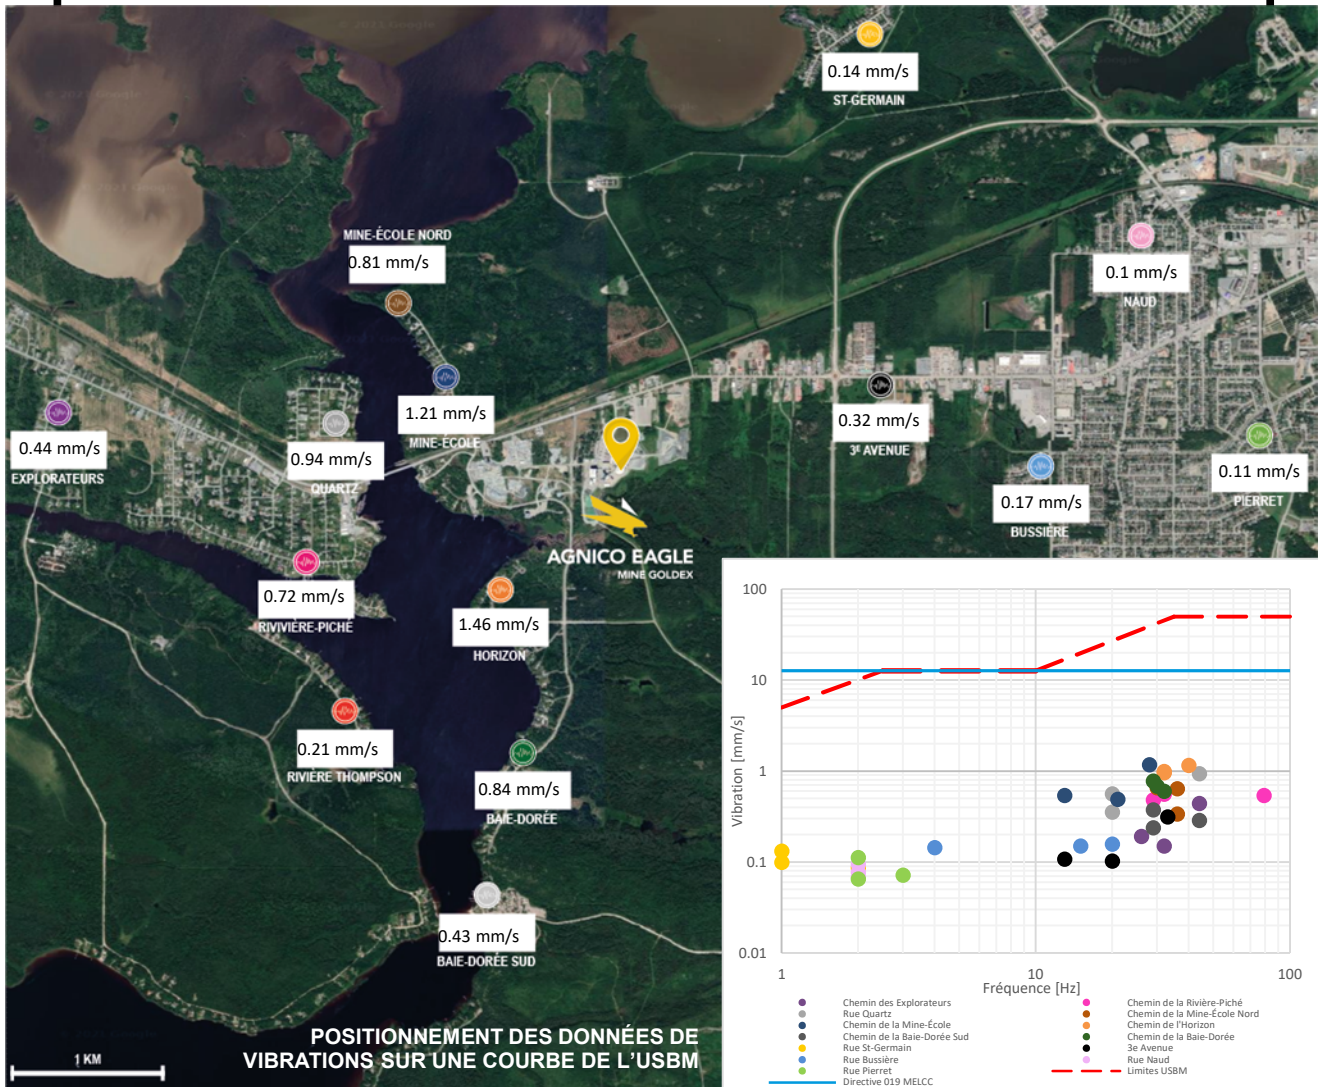 0.14 mm/s
ST-GERMAIN
MINE-ÉCOLE NORD
0.81 mm/s
0.1 mm/s
NAUD
1.21 mm/s
MINE-ÉCOLE
0.44 mm/s
EXPLORATEURS
0.94 mm/s
QUARTZ
0.32 mm/s
3ᴱ AVENUE
0.17 mm/s
BUSSIÈRE
0.11 mm/s
PIERRET
AGNICO EAGLE
MINE GOLDEX
0.72 mm/s
RIVIVIÈRE-PICHÉ
1.46 mm/s
HORIZON
0.21 mm/s
RIVIÈRE THOMPSON
0.84 mm/s
BAIE-DORÉE
0.43 mm/s
BAIE-DORÉE SUD
POSITIONNEMENT DES DONNÉES DE
VIBRATIONS SUR UNE COURBE DE L'USBM
1 KM
100
10
1
0.1
0.01
Vibration [mm/s]
1
10
100
Fréquence [Hz]
Chemin des Explorateurs
Chemin de la Rivière-Piché
Rue Quartz
Chemin de la Mine-École Nord
Chemin de la Mine-École
Chemin de l'Horizon
Chemin de la Baie-Dorée Sud
Chemin de la Baie-Dorée
Rue St-Germain
3e Avenue
Rue Bussière
Rue Naud
Rue Pierret
Limites USBM
Directive 019 MELCC